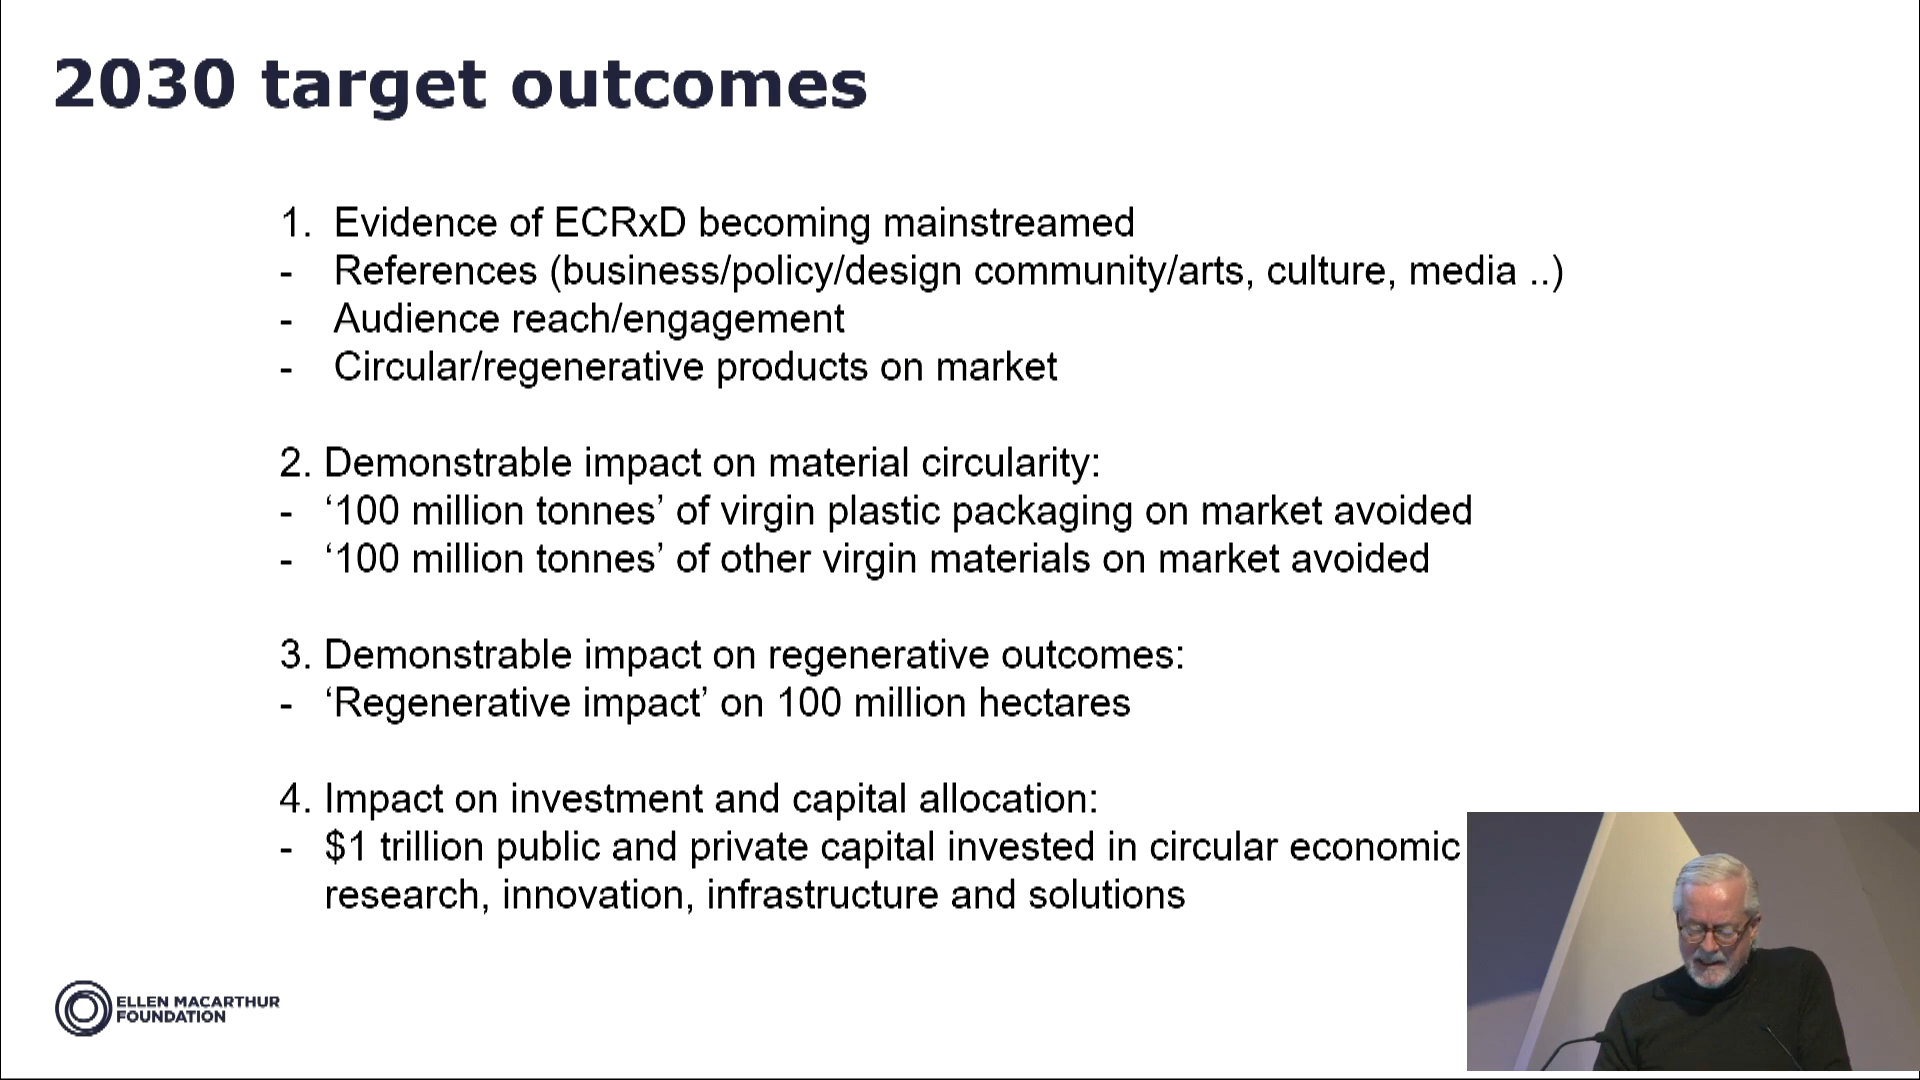 2030 target outcomes
1. Evidence of ECRxD becoming mainstreamed
- References (business/policy/design community/arts, culture, media ..)
- Audience reach/engagement
- Circular/regenerative products on market
2. Demonstrable impact on material circularity:
- ‘100 million tonnes’ of virgin plastic packaging on market avoided
- ‘100 million tonnes’ of other virgin materials on market avoided
3. Demonstrable impact on regenerative outcomes:
- ‘Regenerative impact’ on 100 million hectares
4. Impact on investment and capital allocation:
- $1 trillion public and private capital invested in circular economic
research, innovation, infrastructure and solutions
ELLEN MACARTHUR
FOUNDATION